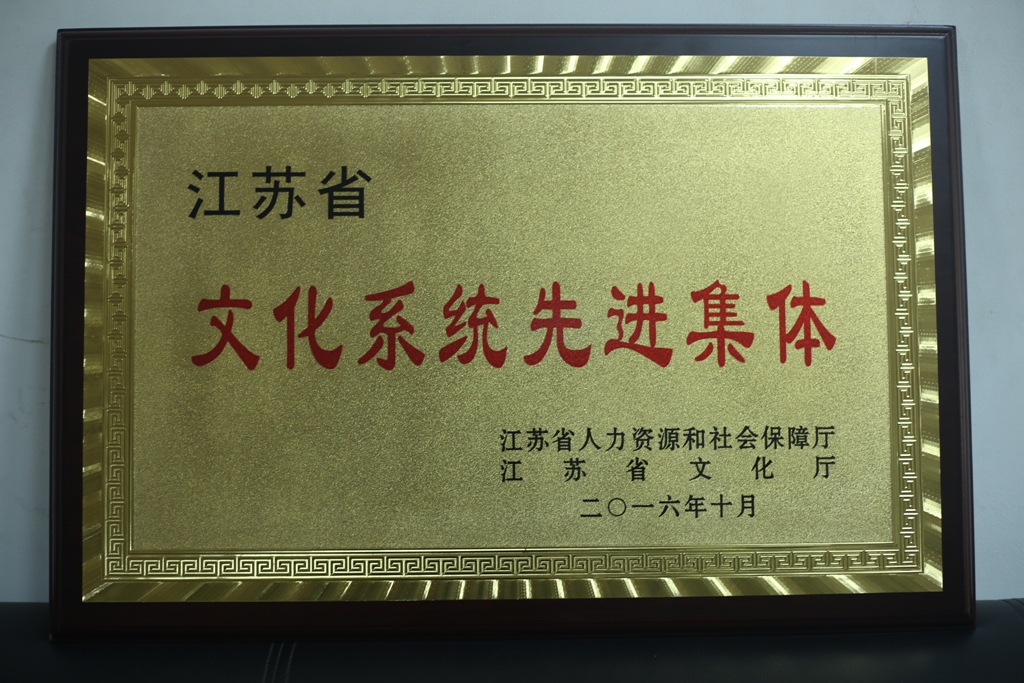 江苏省
文化系统先进集体
江苏省人力资源和社会保障厅
江苏省文化厅
二〇一六年十月